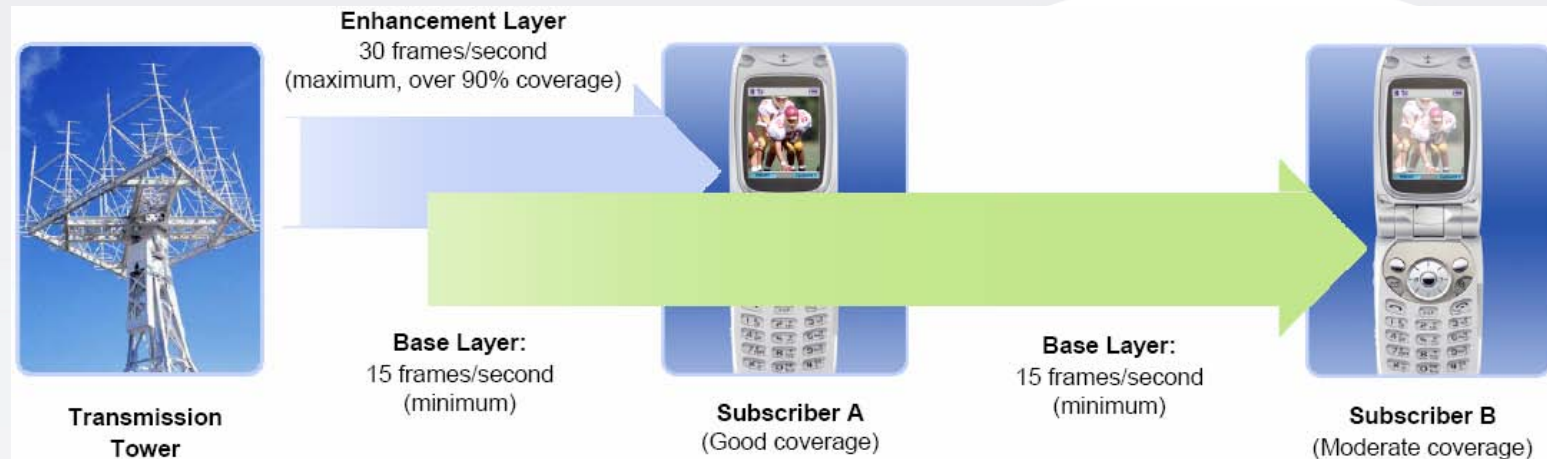 Enhancement Layer
30 frames/second
(maximum, over 90% coverage)
Base Layer:
15 frames/second
(minimum)
Base Layer:
15 frames/second
(minimum)
Transmission
Tower
Subscriber A
(Good coverage)
Subscriber B
(Moderate coverage)